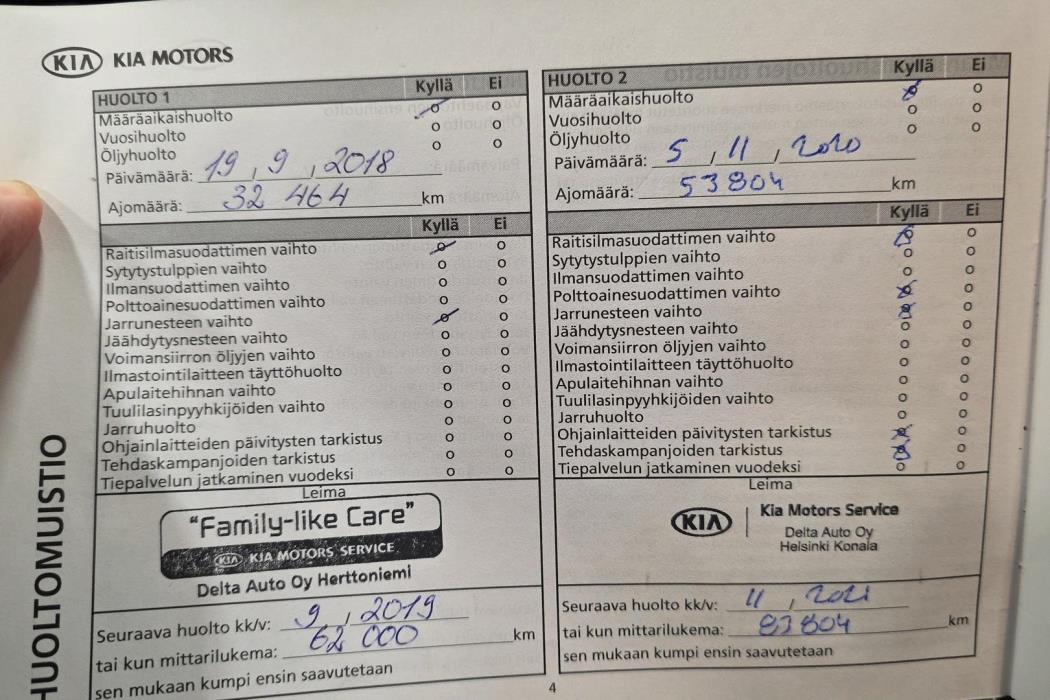 KIA KIA MOTORS
HUOLTO 1 Kyllä Ei
Määräaikaishuolto o o
Vuosihuolto o o
Öljyhuolto o o
Päivämäärä: 19 , 9 , 2018
Ajomäärä: 32 464 km
Kyllä Ei
Raitisilmasuodattimen vaihto o o
Sytytystulppien vaihto o o
Ilmansuodattimen vaihto o o
Polttoainesuodattimen vaihto o o
Jarrunesteen vaihto o o
Jäähdytysnesteen vaihto o o
Voimansiirron öljyjen vaihto o o
Ilmastointilaitteen täyttöhuolto o o
Apulaitehihnan vaihto o o
Tuulilasinpyyhkijöiden vaihto o o
Jarruhuolto o o
Ohjainlaitteiden päivitysten tarkistus o o
Tehdaskampanjoiden tarkistus o o
Tiepalvelun jatkaminen vuodeksi o o
Leima
"Family-like Care"
KIA KIA MOTORS SERVICE
Delta Auto Oy Herttoniemi
Seuraava huolto kk/v: 9 , 2019
tai kun mittarilukema: 62 000 km
sen mukaan kumpi ensin saavutetaan
HUOLTO 2 Kyllä Ei
Määräaikaishuolto o o
Vuosihuolto o o
Öljyhuolto o o
Päivämäärä: 5 / 11 , 2020
Ajomäärä: 53804 km
Kyllä Ei
Raitisilmasuodattimen vaihto o o
Sytytystulppien vaihto o o
Ilmansuodattimen vaihto o o
Polttoainesuodattimen vaihto o o
Jarrunesteen vaihto o o
Jäähdytysnesteen vaihto o o
Voimansiirron öljyjen vaihto o o
Ilmastointilaitteen täyttöhuolto o o
Apulaitehihnan vaihto o o
Tuulilasinpyyhkijöiden vaihto o o
Jarruhuolto o o
Ohjainlaitteiden päivitysten tarkistus o o
Tehdaskampanjoiden tarkistus o o
Tiepalvelun jatkaminen vuodeksi o o
Leima
KIA Kia Motors Service
Delta Auto Oy
Helsinki Konala
Seuraava huolto kk/v: 11 / 2021
tai kun mittarilukema: 83804 km
sen mukaan kumpi ensin saavutetaan
HUOLTOMUISTIO
4